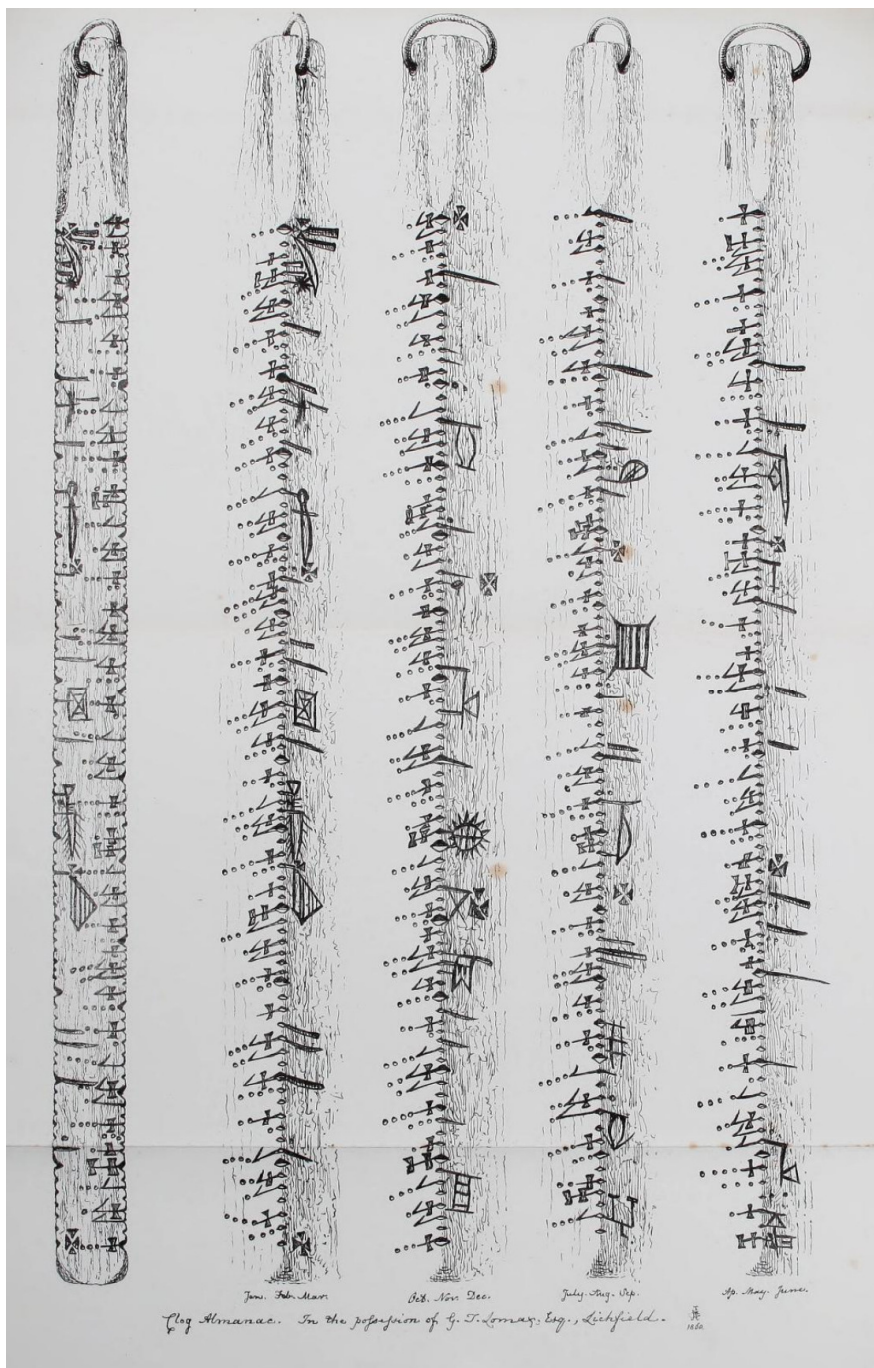 Jan. Feb. Mar.
Oct. Nov. Dec.
July. Aug. Sep.
Ap. May. June.
Clog Almanac. In the possession of G. T. Lomax, Esq., Lichfield.
1860.